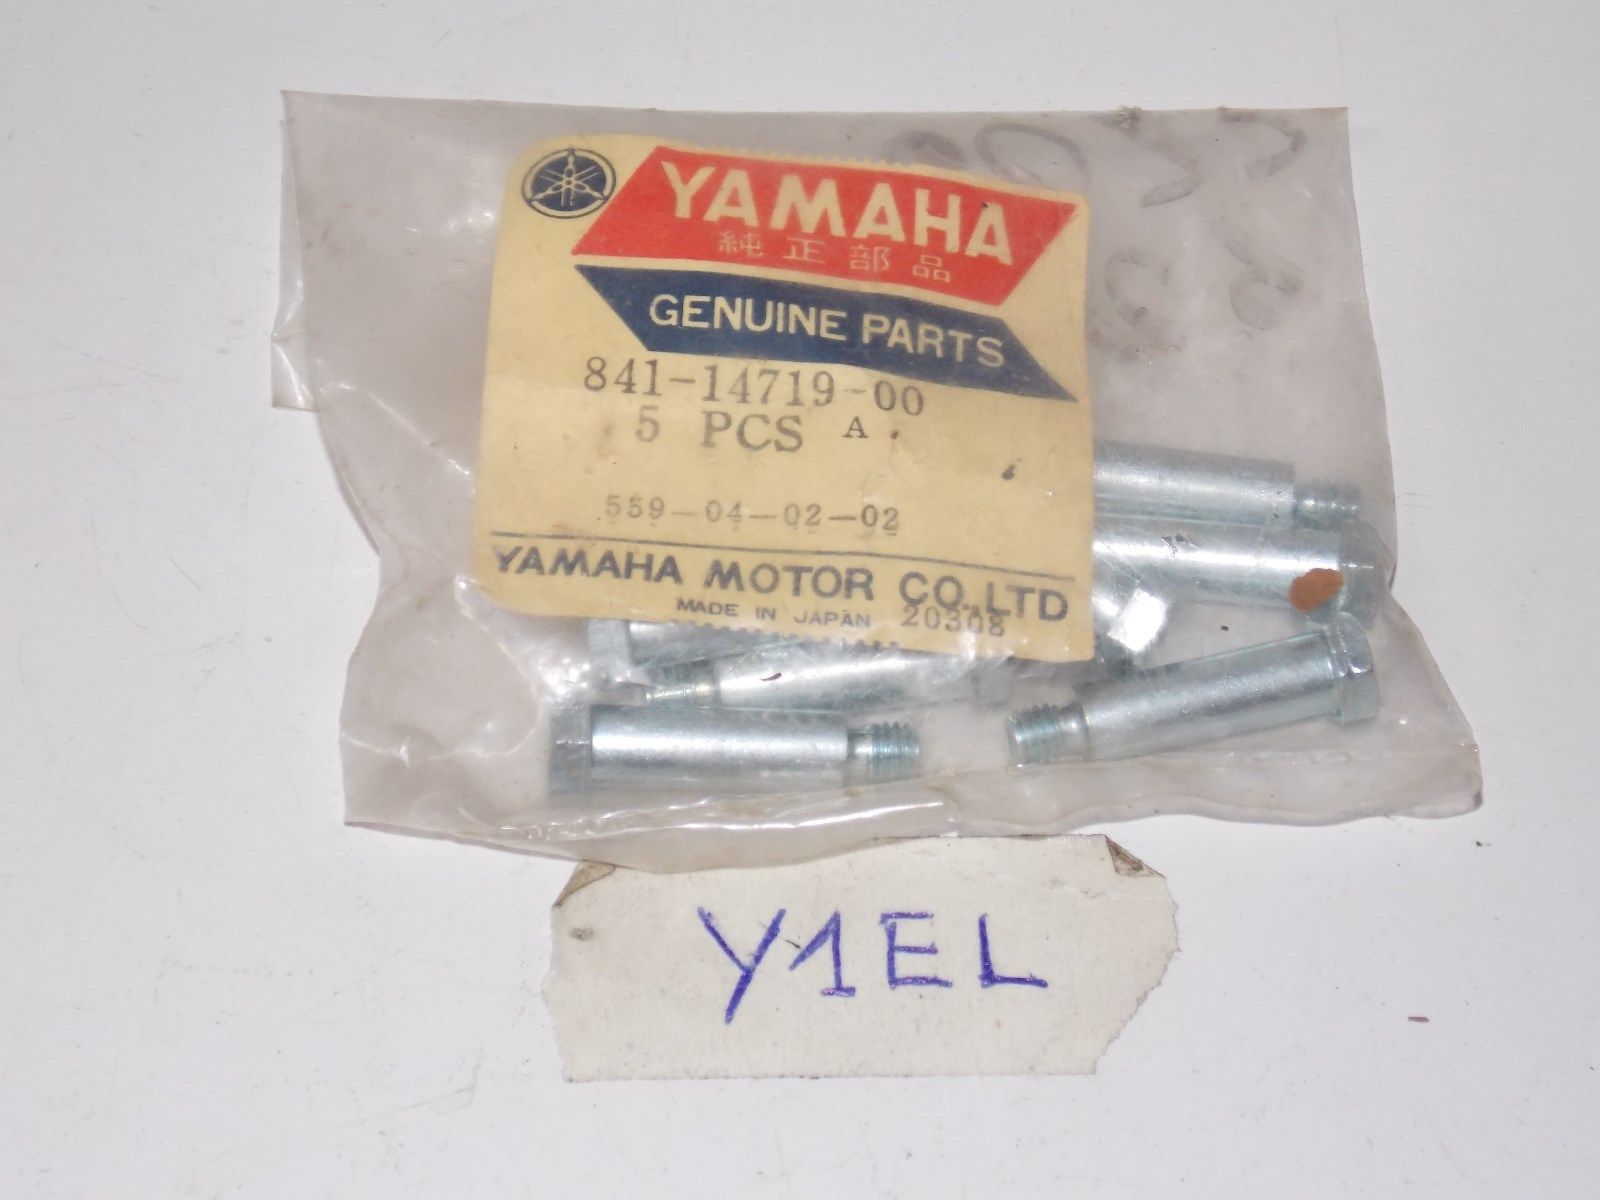 YAMAHA
純正部品
GENUINE PARTS
841-14719-00
5 PCS A
559-04-02-02
YAMAHA MOTOR CO.,LTD
MADE IN JAPAN 20308
Y1EL